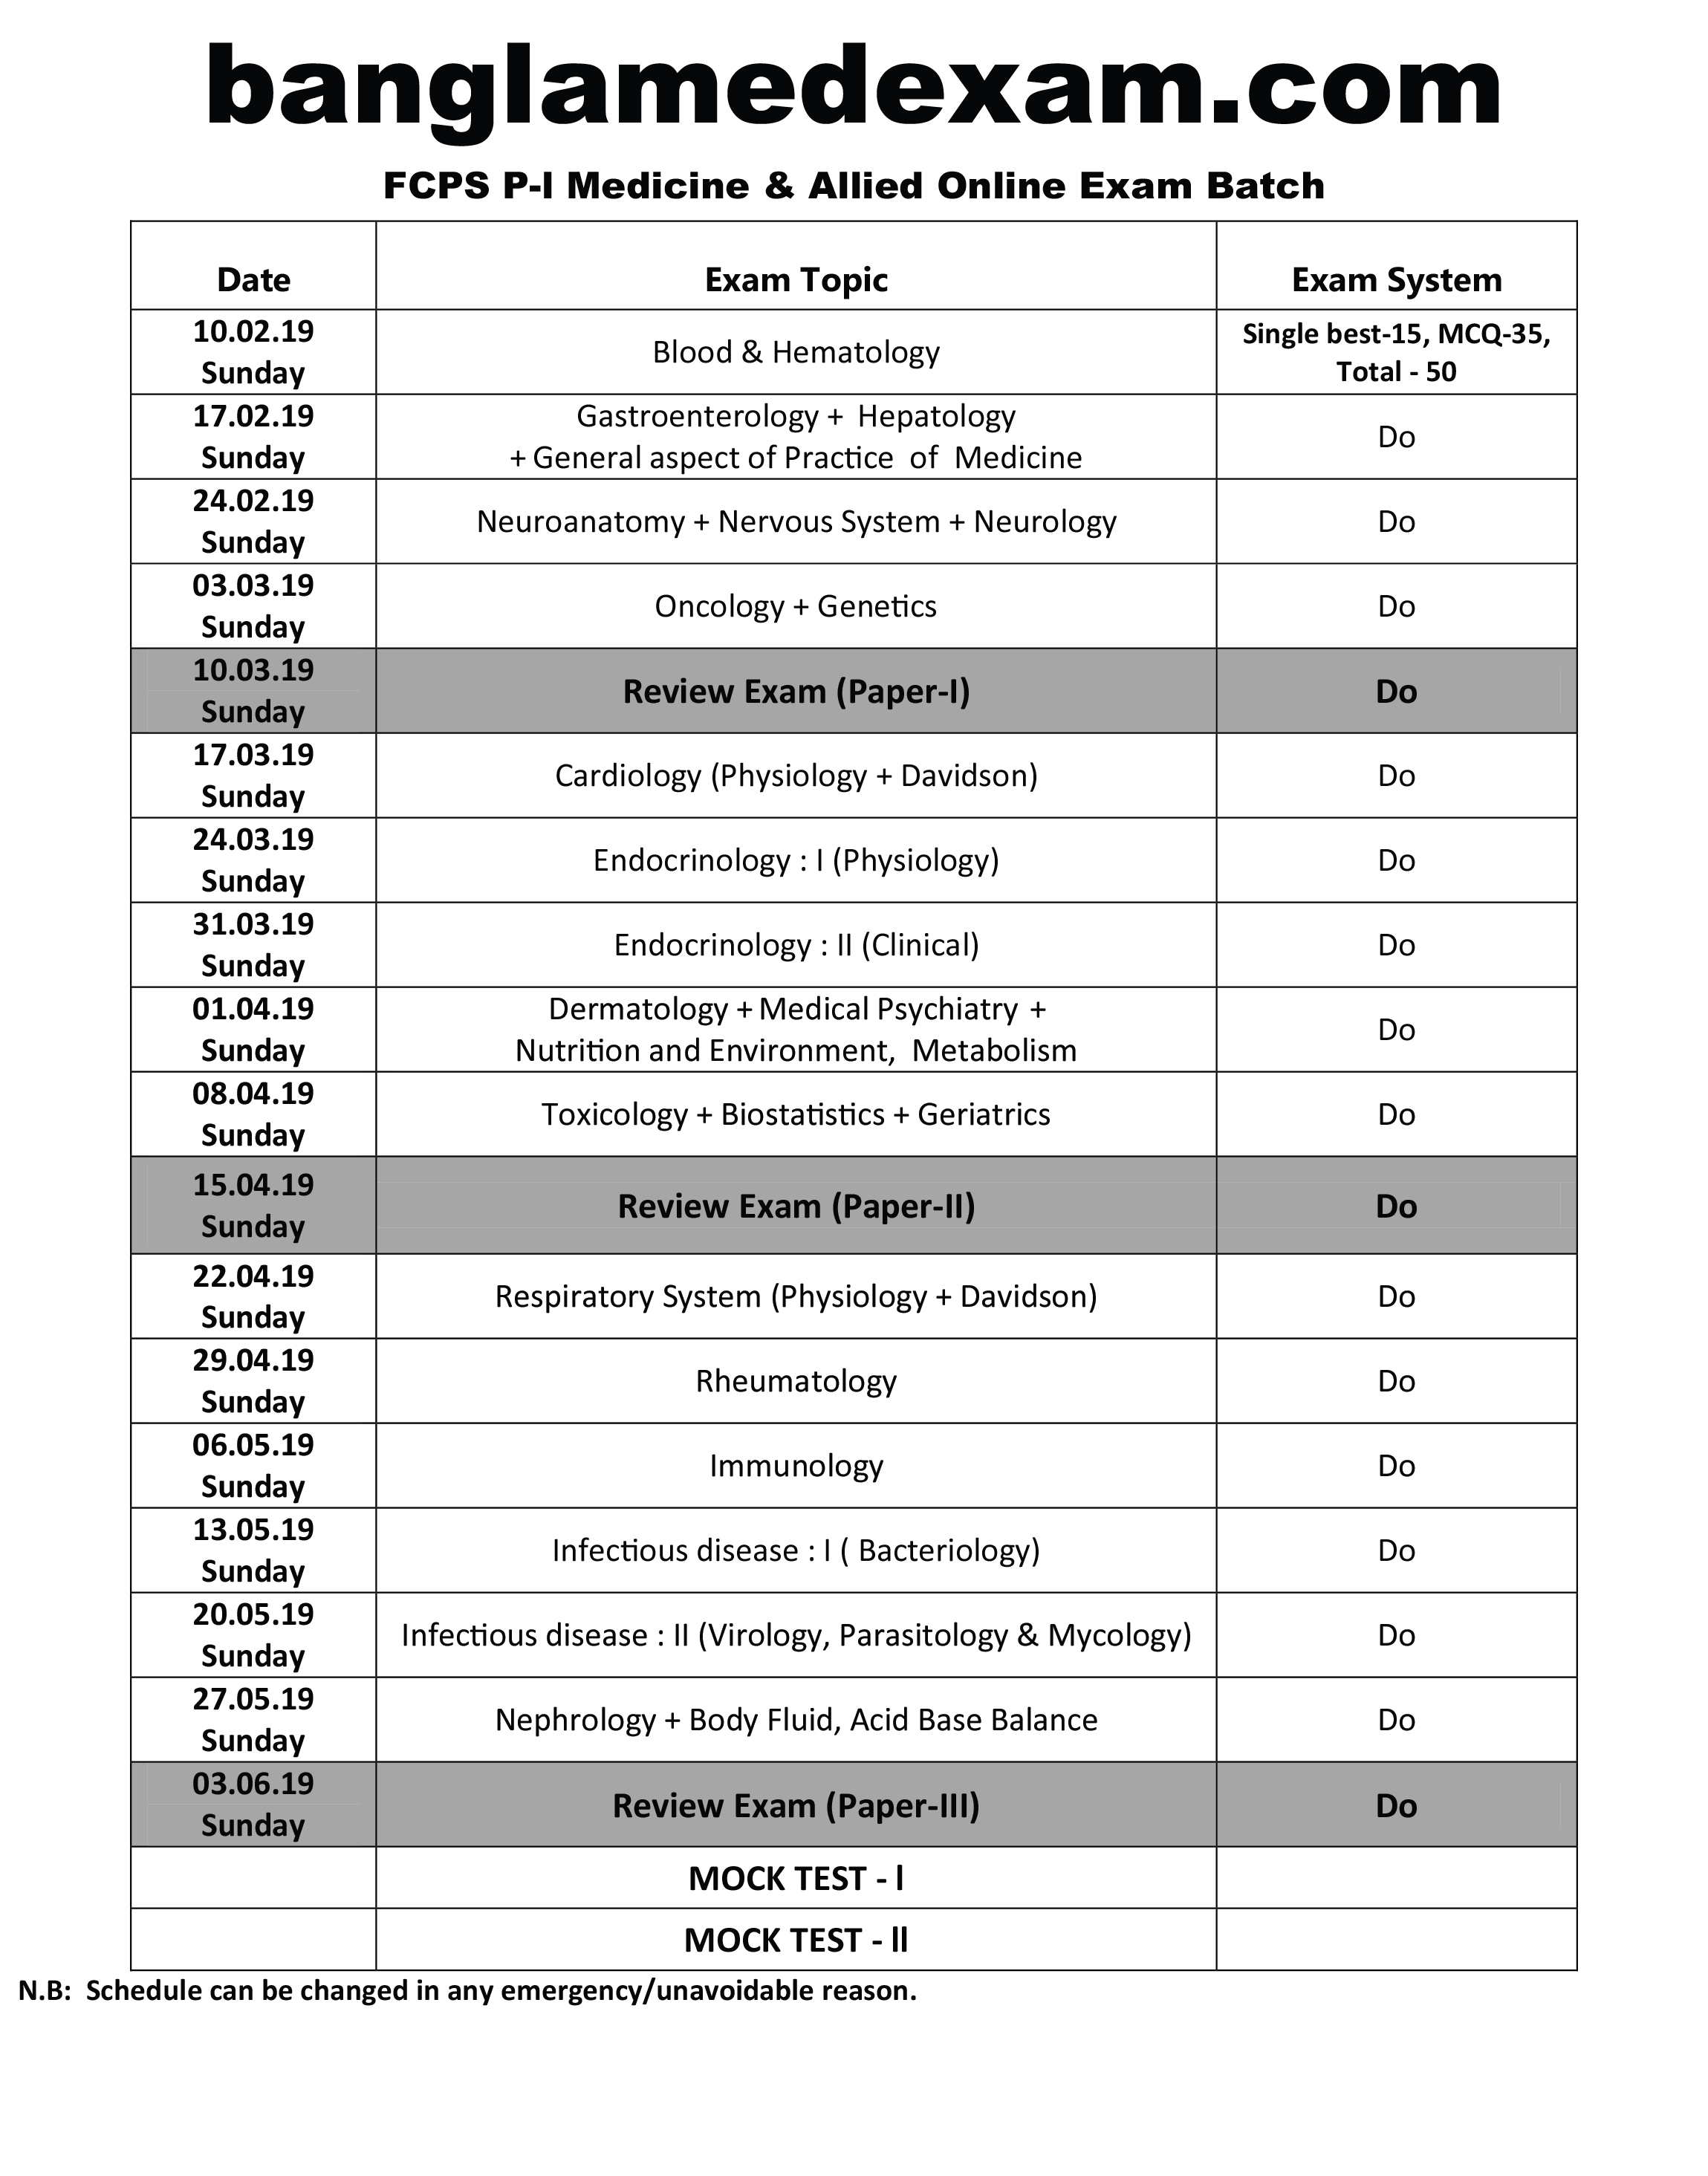 banglamedexam.com
FCPS P-I Medicine & Allied Online Exam Batch
Date Exam Topic Exam System
10.02.19
Sunday
Blood & Hematology
Single best-15, MCQ-35,
Total - 50
17.02.19
Sunday
Gastroenterology + Hepatology
+ General aspect of Practice of Medicine
Do
24.02.19
Sunday
Neuroanatomy + Nervous System + Neurology
Do
03.03.19
Sunday
Oncology + Genetics
Do
10.03.19
Sunday
Review Exam (Paper-I)
Do
17.03.19
Sunday
Cardiology (Physiology + Davidson)
Do
24.03.19
Sunday
Endocrinology : I (Physiology)
Do
31.03.19
Sunday
Endocrinology : II (Clinical)
Do
01.04.19
Sunday
Dermatology + Medical Psychiatry +
Nutrition and Environment, Metabolism
Do
08.04.19
Sunday
Toxicology + Biostatistics + Geriatrics
Do
15.04.19
Sunday
Review Exam (Paper-II)
Do
22.04.19
Sunday
Respiratory System (Physiology + Davidson)
Do
29.04.19
Sunday
Rheumatology
Do
06.05.19
Sunday
Immunology
Do
13.05.19
Sunday
Infectious disease : I ( Bacteriology)
Do
20.05.19
Sunday
Infectious disease : II (Virology, Parasitology & Mycology)
Do
27.05.19
Sunday
Nephrology + Body Fluid, Acid Base Balance
Do
03.06.19
Sunday
Review Exam (Paper-III)
Do
MOCK TEST - I
MOCK TEST - II
N.B: Schedule can be changed in any emergency/unavoidable reason.